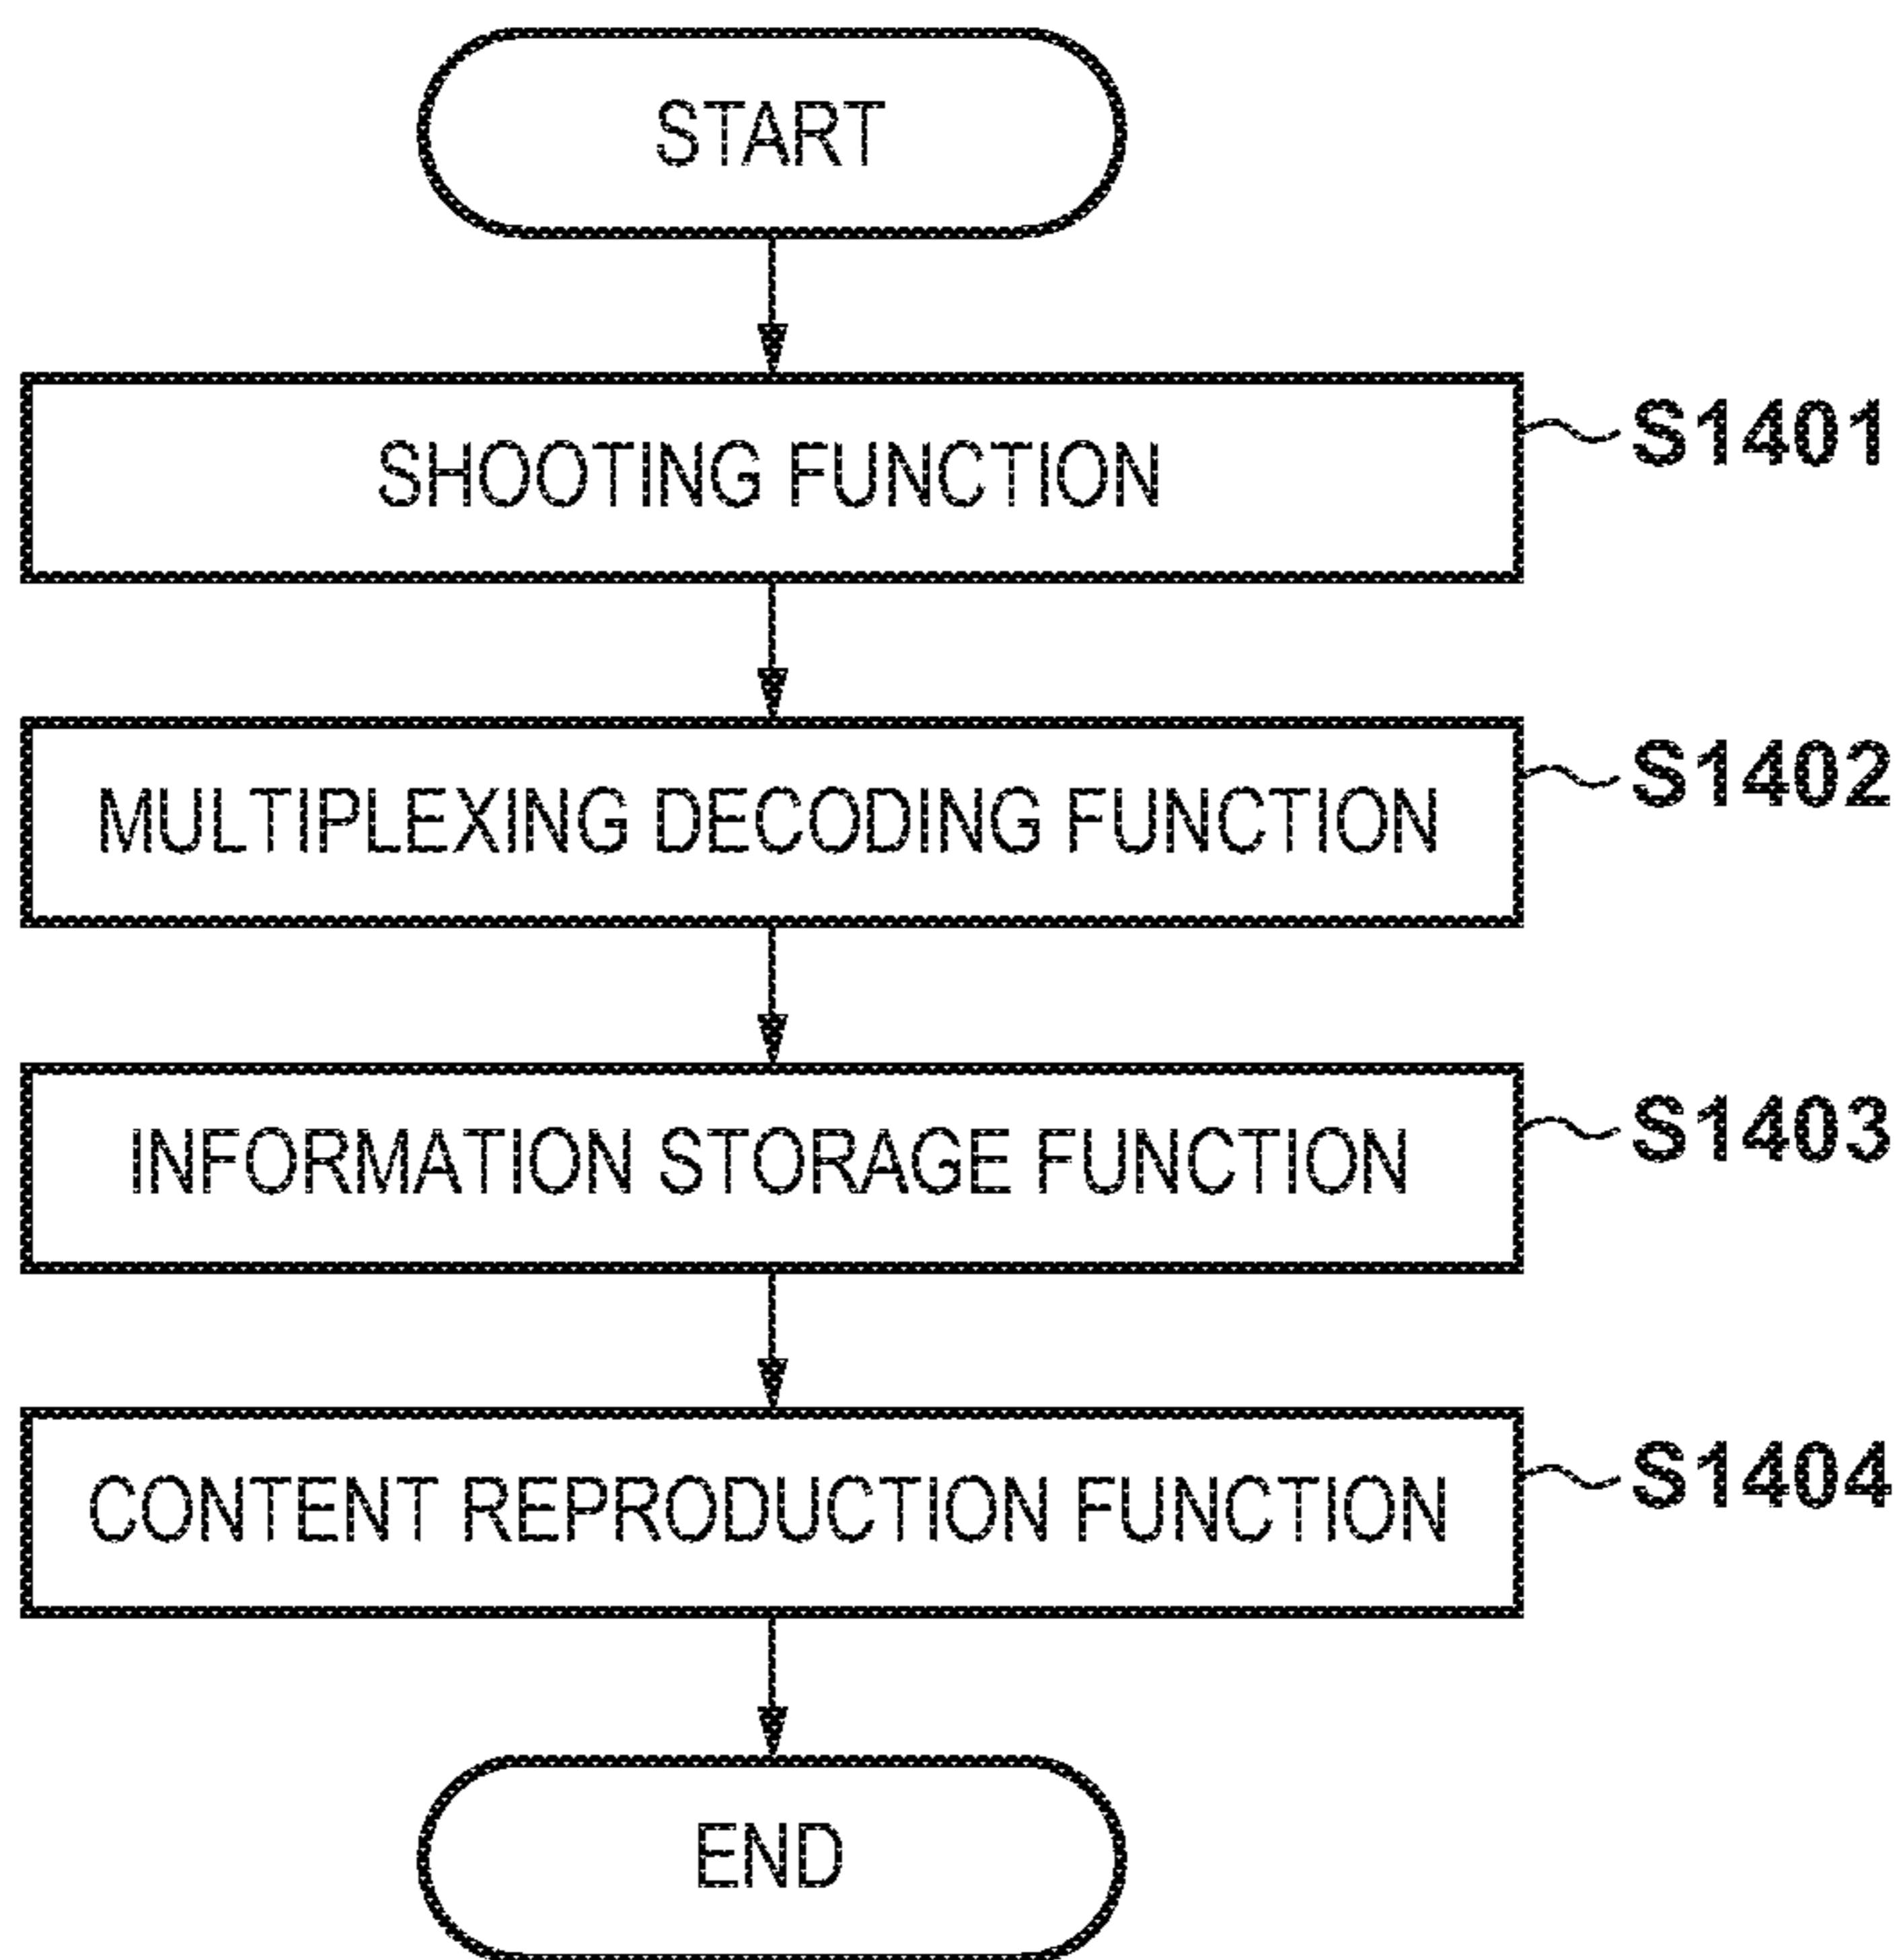 START
SHOOTING FUNCTION
S1401
MULTIPLEXING DECODING FUNCTION
S1402
INFORMATION STORAGE FUNCTION
S1403
CONTENT REPRODUCTION FUNCTION
S1404
END